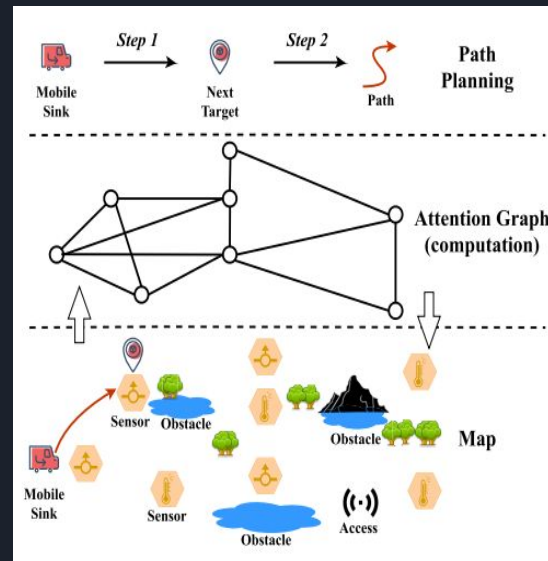 Step 1
Step 2
Mobile
Sink
Next
Target
Path
Path
Planning
Attention Graph
(computation)
Sensor
Obstacle
Obstacle
Map
Mobile
Sink
Sensor
Obstacle
Access